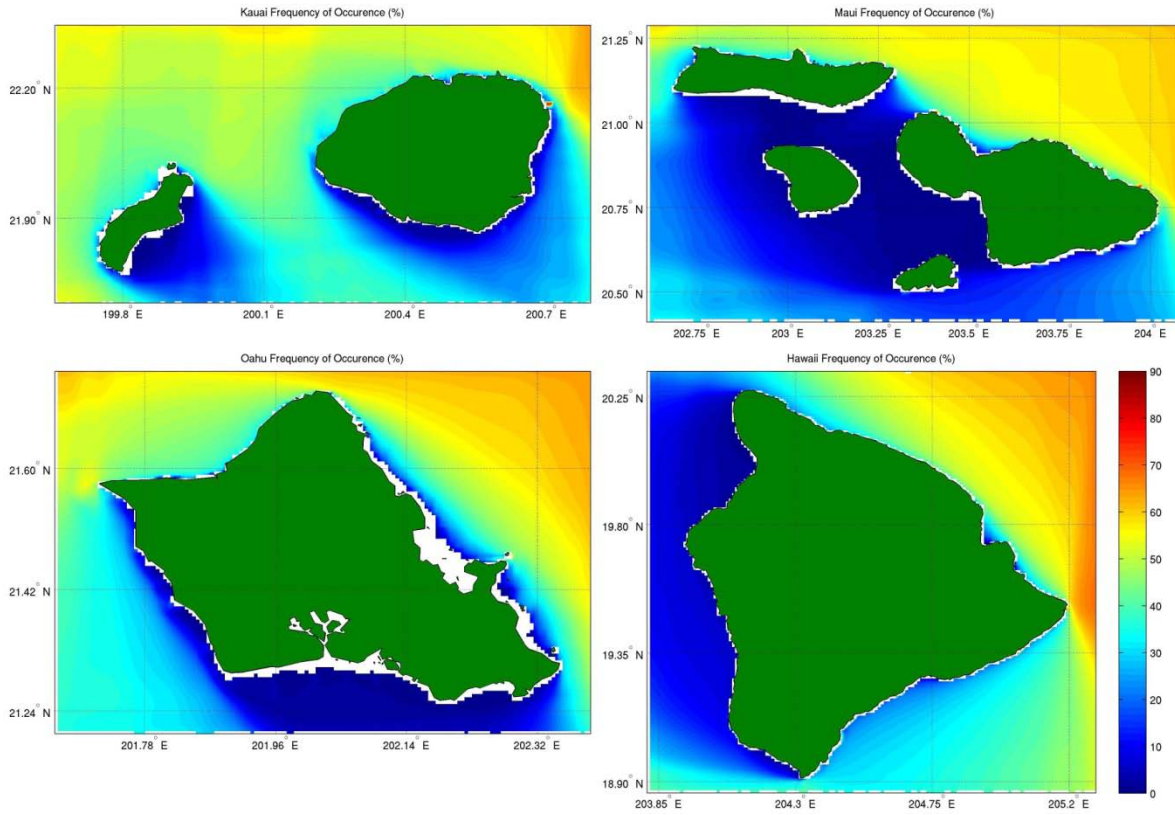 Kauai Frequency of Occurence (%)
22.20° N
21.90° N
199.8° E
200.1° E
200.4° E
200.7° E
Maui Frequency of Occurence (%)
21.25° N
21.00° N
20.75° N
20.50° N
202.75° E
203° E
203.25° E
203.5° E
203.75° E
204° E
Oahu Frequency of Occurence (%)
21.60° N
21.42° N
21.24° N
201.78° E
201.96° E
202.14° E
202.32° E
Hawaii Frequency of Occurence (%)
20.25° N
19.80° N
19.35° N
18.90° N
203.85° E
204.3° E
204.75° E
205.2° E
90
80
70
60
50
40
30
20
10
0